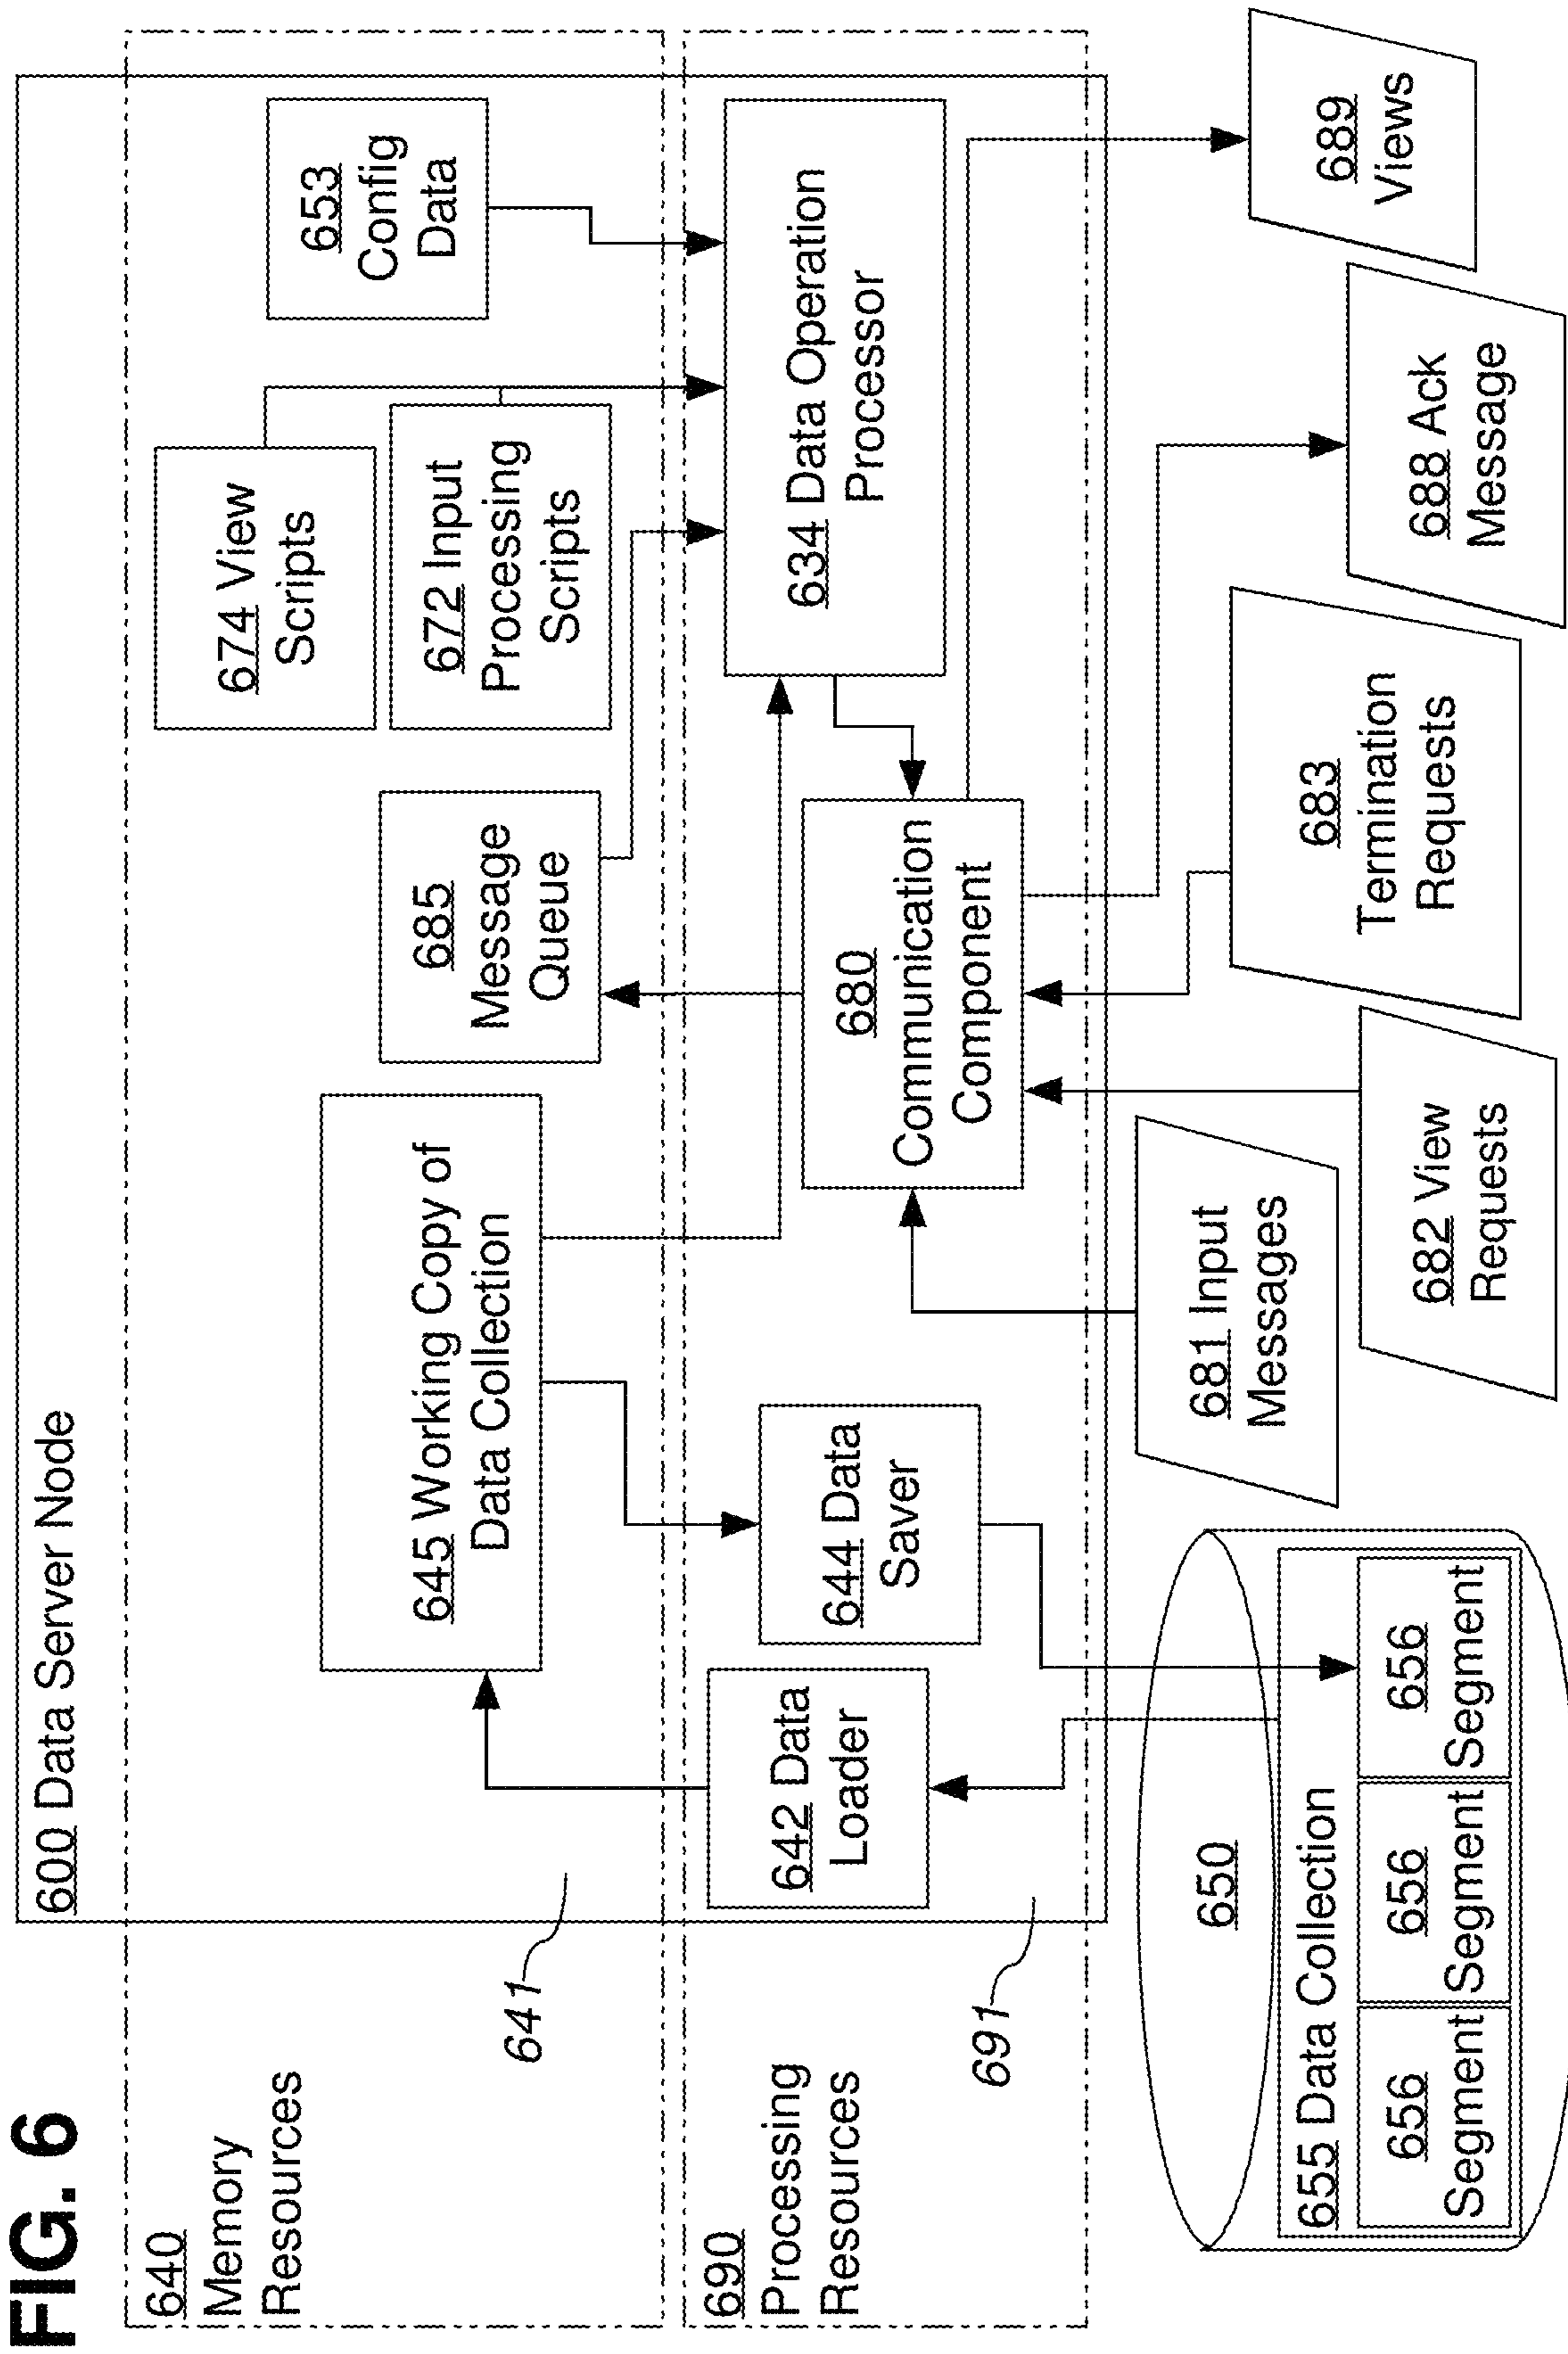 FIG. 6
600 Data Server Node
640
Memory
Resources
641
645 Working Copy of
Data Collection
685
Message
Queue
674 View
Scripts
672 Input
Processing
Scripts
653
Config
Data
690
Processing
Resources
691
642 Data
Loader
644 Data
Saver
680
Communication
Component
634 Data Operation
Processor
650
655 Data Collection
656
Segment
656
Segment
656
Segment
681 Input
Messages
682 View
Requests
683
Termination
Requests
688 Ack
Message
689
Views